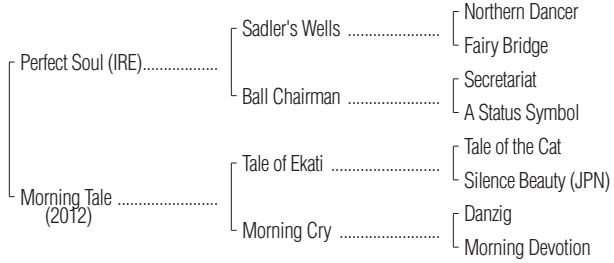 Northern Dancer
Sadler's Wells ......................
Fairy Bridge
Perfect Soul (IRE)..................
Secretariat
Ball Chairman ......................
A Status Symbol
Tale of the Cat
Tale of Ekati ..........................
Silence Beauty (JPN)
Morning Tale ........................
(2012)
Danzig
Morning Cry ........................
Morning Devotion